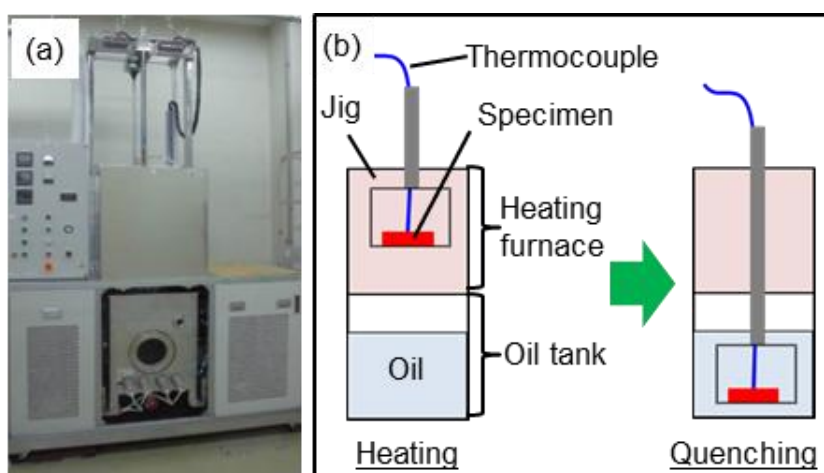 (a)
(b)
Thermocouple
Jig
Specimen
Heating
furnace
Oil
Oil tank
Heating
Quenching